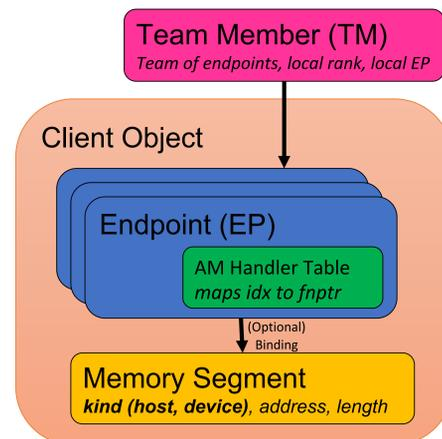 Team Member (TM)
Team of endpoints, local rank, local EP
Client Object
Endpoint (EP)
AM Handler Table
maps idx to fnptr
(Optional)
Binding
Memory Segment
kind (host, device), address, length